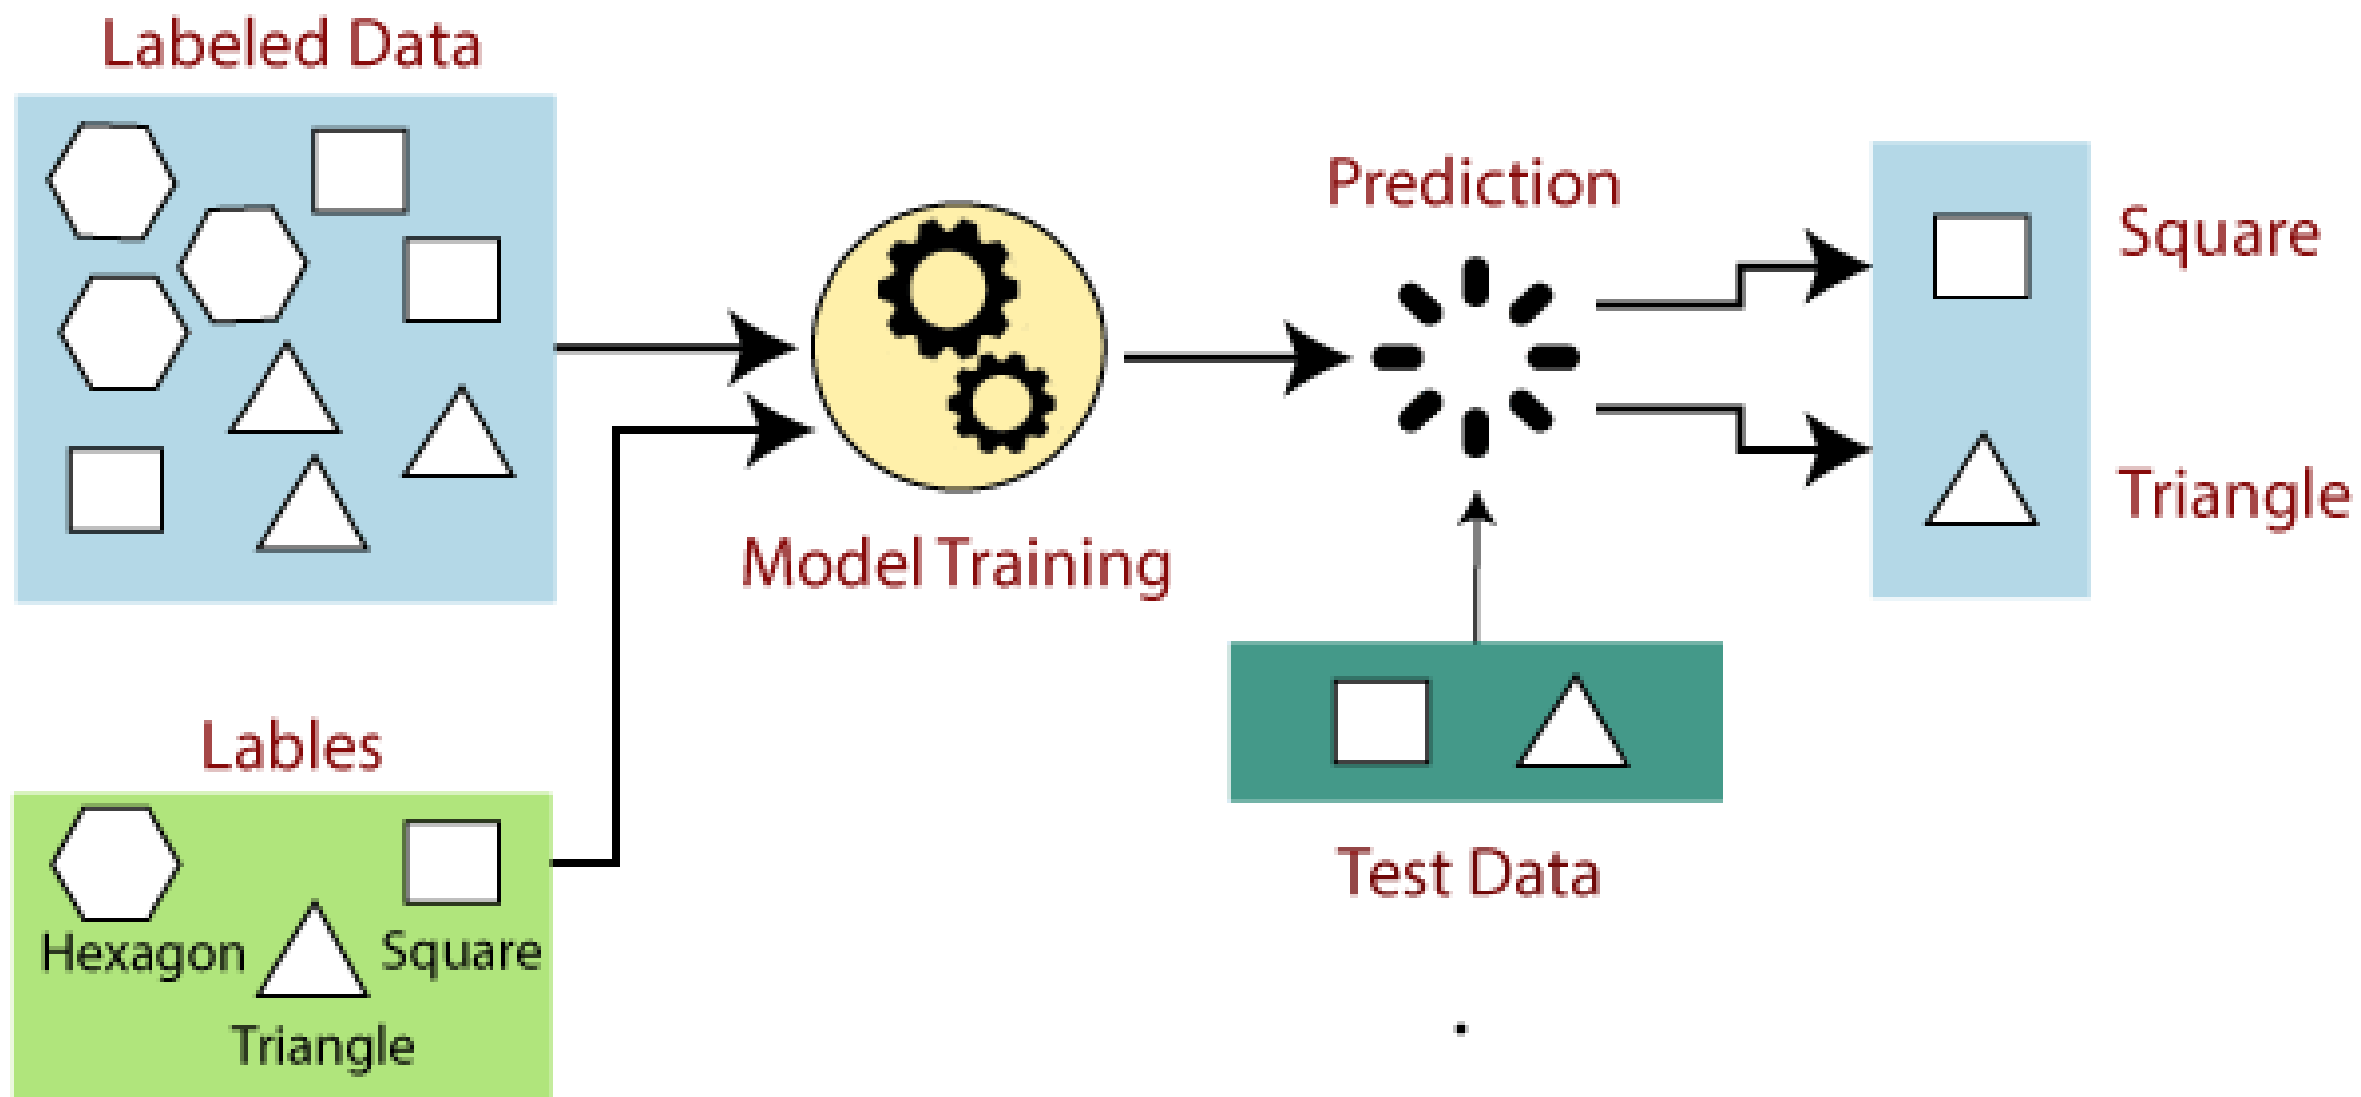 Labeled Data
Prediction
Square
Triangle
Model Training
Lables
Hexagon
Square
Triangle
Test Data